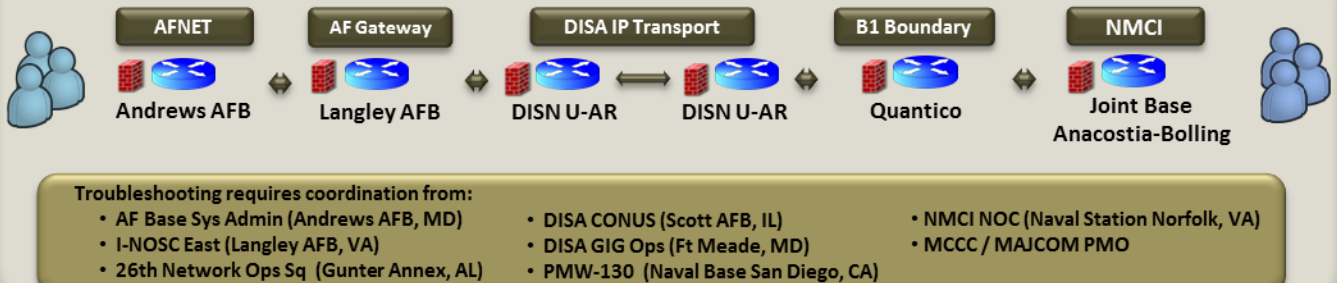 AFNET
AF Gateway
DISA IP Transport
B1 Boundary
NMCI
Andrews AFB
Langley AFB
DISN U-AR
DISN U-AR
Quantico
Joint Base
Anacostia-Bolling
Troubleshooting requires coordination from:
• AF Base Sys Admin (Andrews AFB, MD)
• I-NOSC East (Langley AFB, VA)
• 26th Network Ops Sq (Gunter Annex, AL)
• DISA CONUS (Scott AFB, IL)
• DISA GIG Ops (Ft Meade, MD)
• PMW-130 (Naval Base San Diego, CA)
• NMCI NOC (Naval Station Norfolk, VA)
• MCCC / MAJCOM PMO